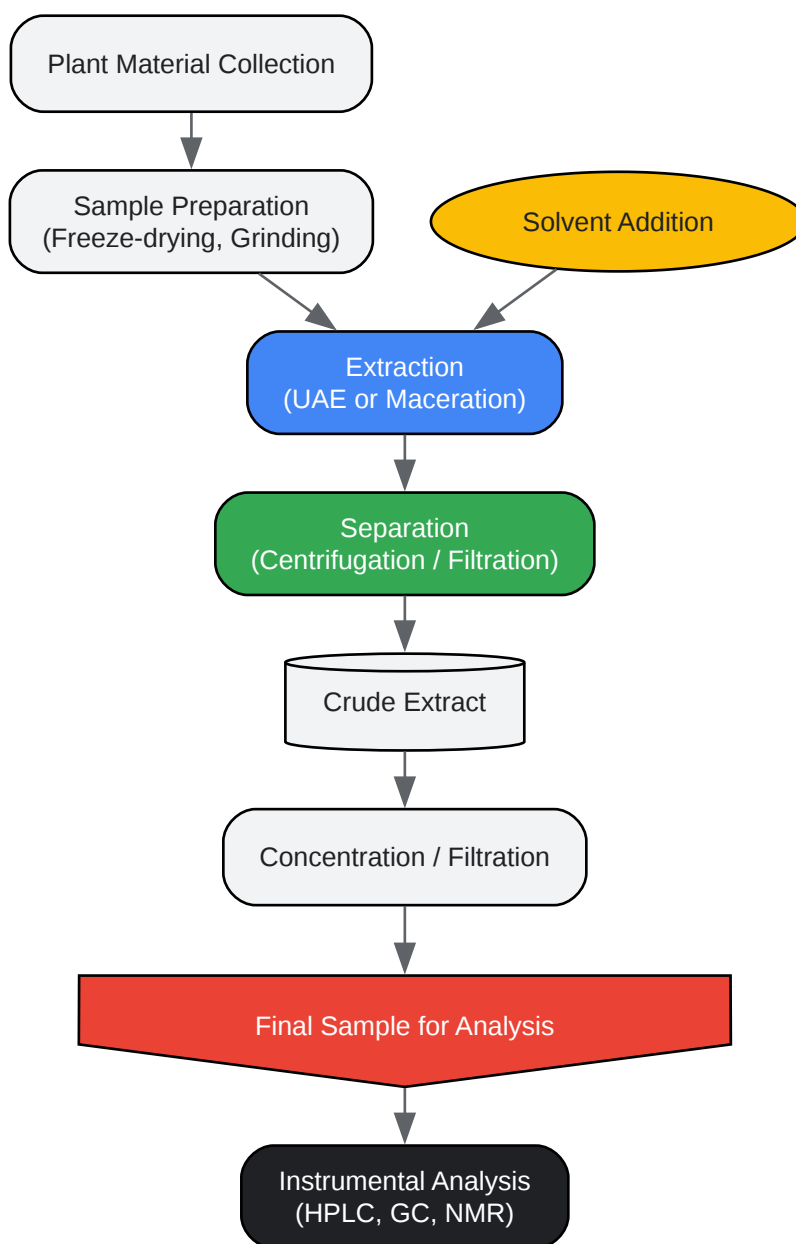 Plant Material Collection
Sample Preparation
(Freeze-drying, Grinding)
Solvent Addition
Extraction
(UAE or Maceration)
Separation
(Centrifugation / Filtration)
Crude Extract
Concentration / Filtration
Final Sample for Analysis
Instrumental Analysis
(HPLC, GC, NMR)